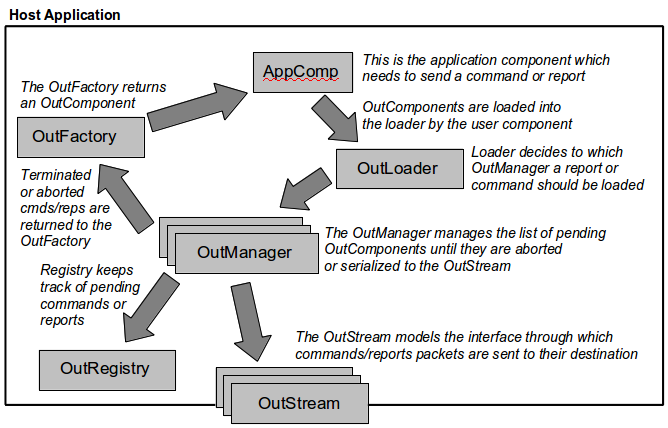 Host Application
AppComp
This is the application component which
needs to send a command or report
The OutFactory returns
an OutComponent
OutFactory
OutComponents are loaded into
the loader by the user component
OutLoader
Loader decides to which
OutManager a report or
command should be loaded
Terminated
or aborted
cmds/reps are
returned to the
OutFactory
OutManager
The OutManager manages the list of pending
OutComponents until they are aborted
or serialized to the OutStream
Registry keeps
track of pending
commands or
reports
OutRegistry
The OutStream models the interface through which
commands/reports packets are sent to their destination
OutStream